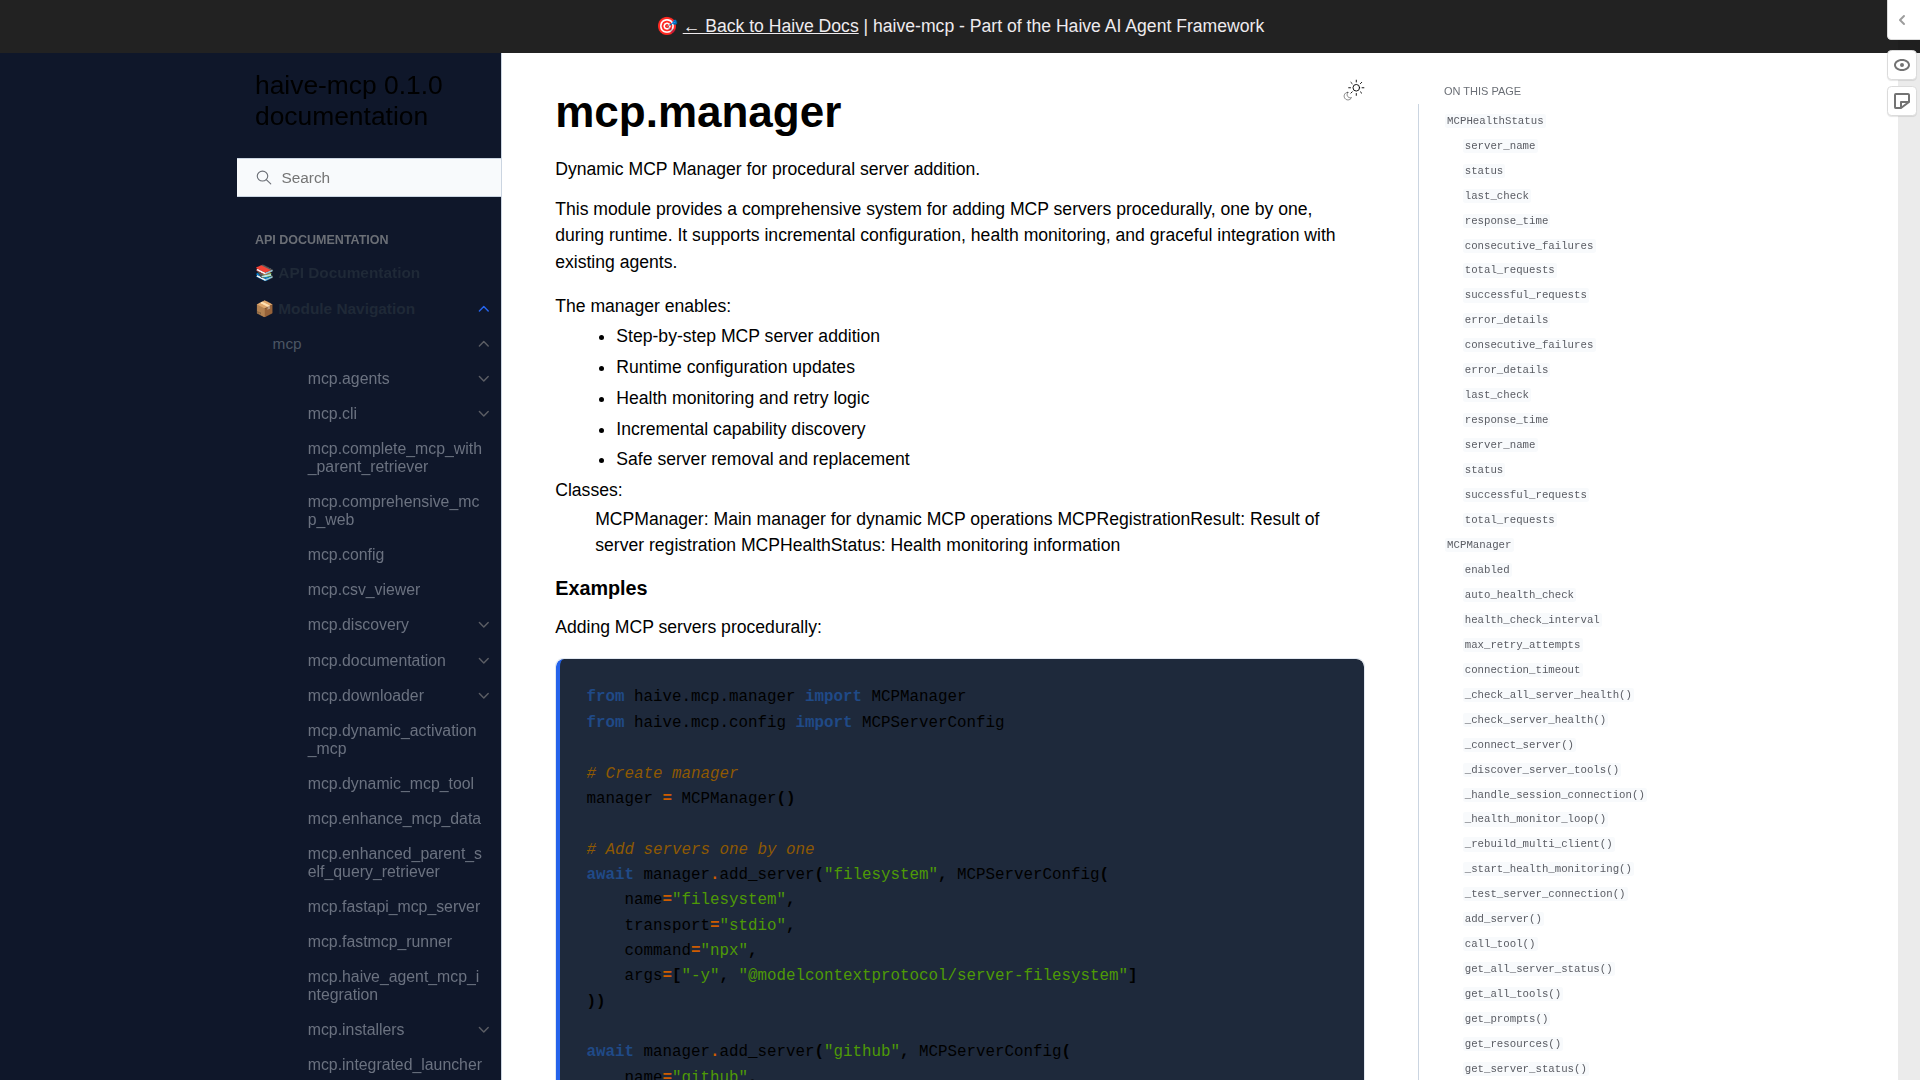 ← Back to Haive Docs | haive-mcp - Part of the Haive AI Agent Framework
haive-mcp 0.1.0
documentation
Search
API DOCUMENTATION
📚 API Documentation
📦 Module Navigation
mcp
mcp.agents
mcp.cli
mcp.complete_mcp_with
_parent_retriever
mcp.comprehensive_mc
p_web
mcp.config
mcp.csv_viewer
mcp.discovery
mcp.documentation
mcp.downloader
mcp.dynamic_activation
_mcp
mcp.dynamic_mcp_tool
mcp.enhance_mcp_data
mcp.enhanced_parent_s
elf_query_retriever
mcp.fastapi_mcp_server
mcp.fastmcp_runner
mcp.haive_agent_mcp_i
ntegration
mcp.installers
mcp.integrated_launcher
mcp.manager
Dynamic MCP Manager for procedural server addition.
This module provides a comprehensive system for adding MCP servers procedurally, one by one,
during runtime. It supports incremental configuration, health monitoring, and graceful integration with
existing agents.
The manager enables:
• Step-by-step MCP server addition
• Runtime configuration updates
• Health monitoring and retry logic
• Incremental capability discovery
• Safe server removal and replacement
Classes:
MCPManager: Main manager for dynamic MCP operations MCPRegistrationResult: Result of
server registration MCPHealthStatus: Health monitoring information
Examples
Adding MCP servers procedurally:
from haive.mcp.manager import MCPManager
from haive.mcp.config import MCPServerConfig
# Create manager
manager = MCPManager()
# Add servers one by one
await manager.add_server("filesystem", MCPServerConfig(
    name="filesystem",
    transport="stdio",
    command="npx",
    args=["-y", "@modelcontextprotocol/server-filesystem"]
))
await manager.add_server("github", MCPServerConfig(
    name="github",
ON THIS PAGE
MCPHealthStatus
server_name
status
last_check
response_time
consecutive_failures
total_requests
successful_requests
error_details
consecutive_failures
error_details
last_check
response_time
server_name
status
successful_requests
total_requests
MCPManager
enabled
auto_health_check
health_check_interval
max_retry_attempts
connection_timeout
_check_all_server_health()
_check_server_health()
_connect_server()
_discover_server_tools()
_handle_session_connection()
_health_monitor_loop()
_rebuild_multi_client()
_start_health_monitoring()
_test_server_connection()
add_server()
call_tool()
get_all_server_status()
get_all_tools()
get_prompts()
get_resources()
get_server_status()